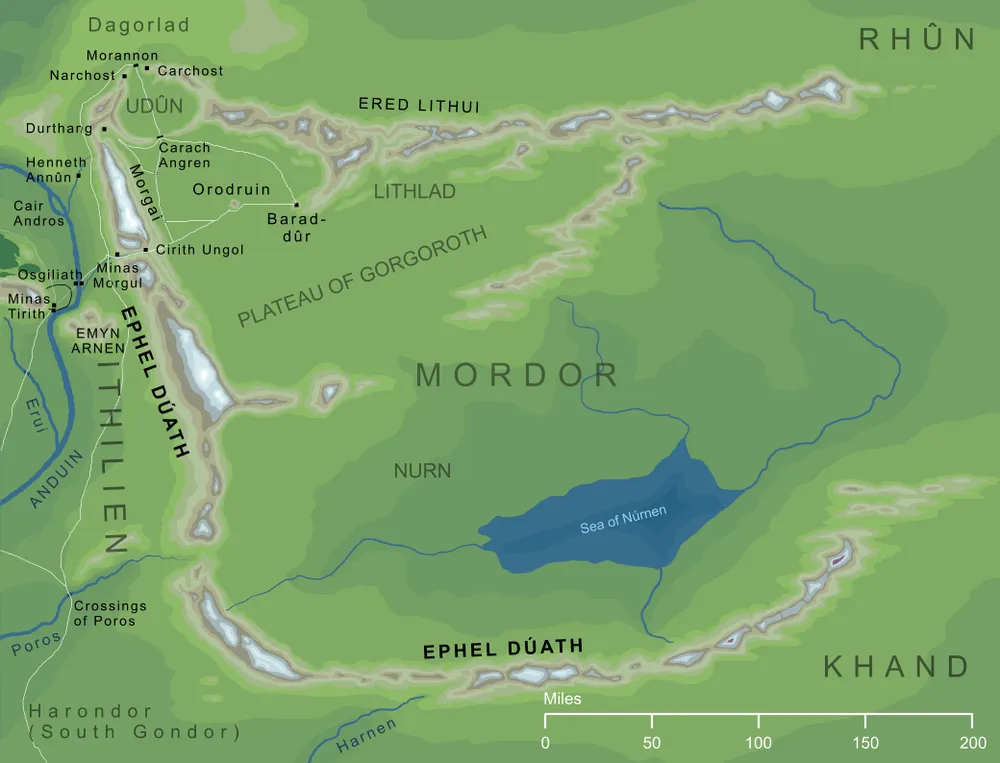 Dagorlad
RHÛN
Morannon
Narchost
Carchost
UDÛN
ERED LITHUI
Durthang
Carach
Angren
Henneth
Annûn
Morgai
Orodruin
LITHLAD
Cair
Andros
Barad-
dûr
Cirith Ungol
PLATEAU OF GORGOROTH
Osgiliath
Minas
Morgul
Minas
Tirith
EMYN
ARNEN
EPHEL DÚATH
ITHILIEN
MORDOR
Erui
ANDUIN
NURN
Sea of Núrnen
Crossings
of Poros
Poros
EPHEL DÚATH
KHAND
Harondor
(South Gondor)
Harnen
Miles
0 50 100 150 200